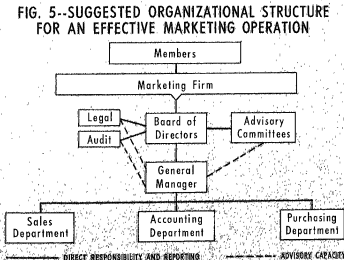 FIG. 5--SUGGESTED ORGANIZATIONAL STRUCTURE
FOR AN EFFECTIVE MARKETING OPERATION
Members
Marketing Firm
Legal
Audit
Board of
Directors
Advisory
Committees
General
Manager
Sales
Department
Accounting
Department
Purchasing
Department
DIRECT RESPONSIBILITY AND REPORTING
ADVISORY CAPACITY